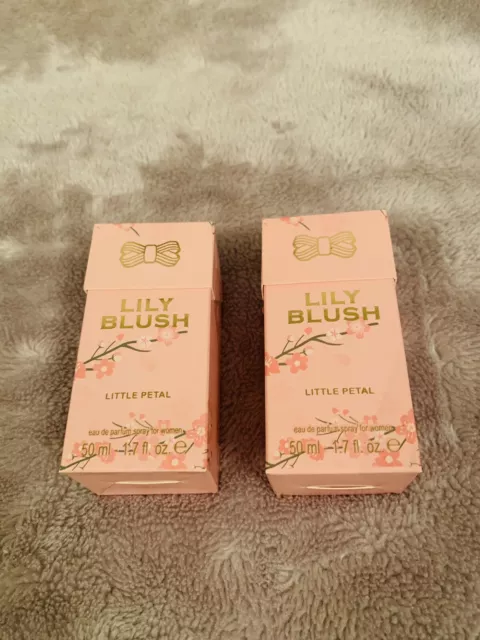 LILY
BLUSH
LITTLE PETAL
eau de parfum spray for women
50 ml – 1.7 fl. oz. ℮
LILY
BLUSH
LITTLE PETAL
eau de parfum spray for women
50 ml – 1.7 fl. oz. ℮